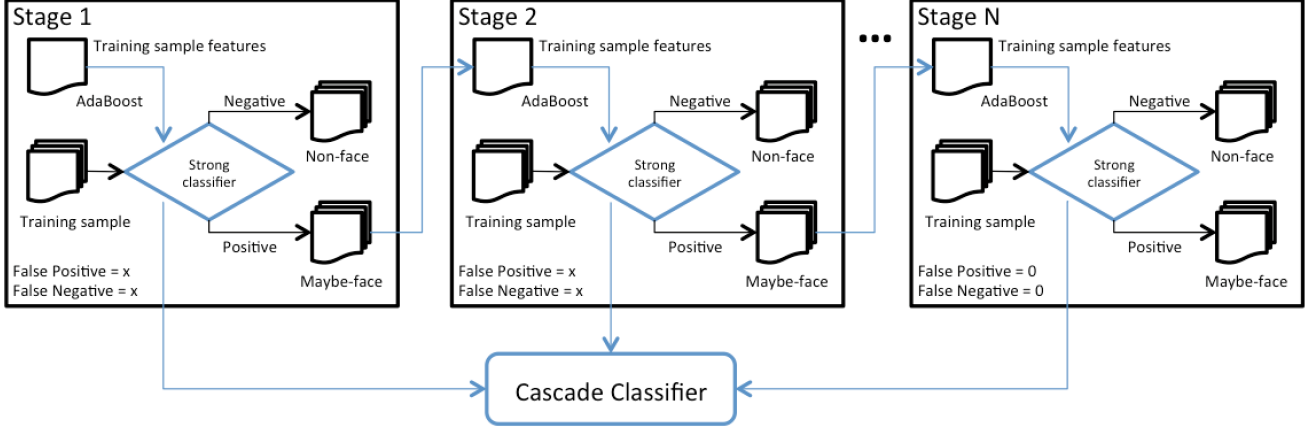 Stage 1
Training sample features
AdaBoost
Negative
Non-face
Strong
classifier
Training sample
Positive
Maybe-face
False Positive = x
False Negative = x
Stage 2
Training sample features
AdaBoost
Negative
Non-face
Strong
classifier
Training sample
Positive
Maybe-face
False Positive = x
False Negative = x
...
Stage N
Training sample features
AdaBoost
Negative
Non-face
Strong
classifier
Training sample
Positive
Maybe-face
False Positive = 0
False Negative = 0
Cascade Classifier